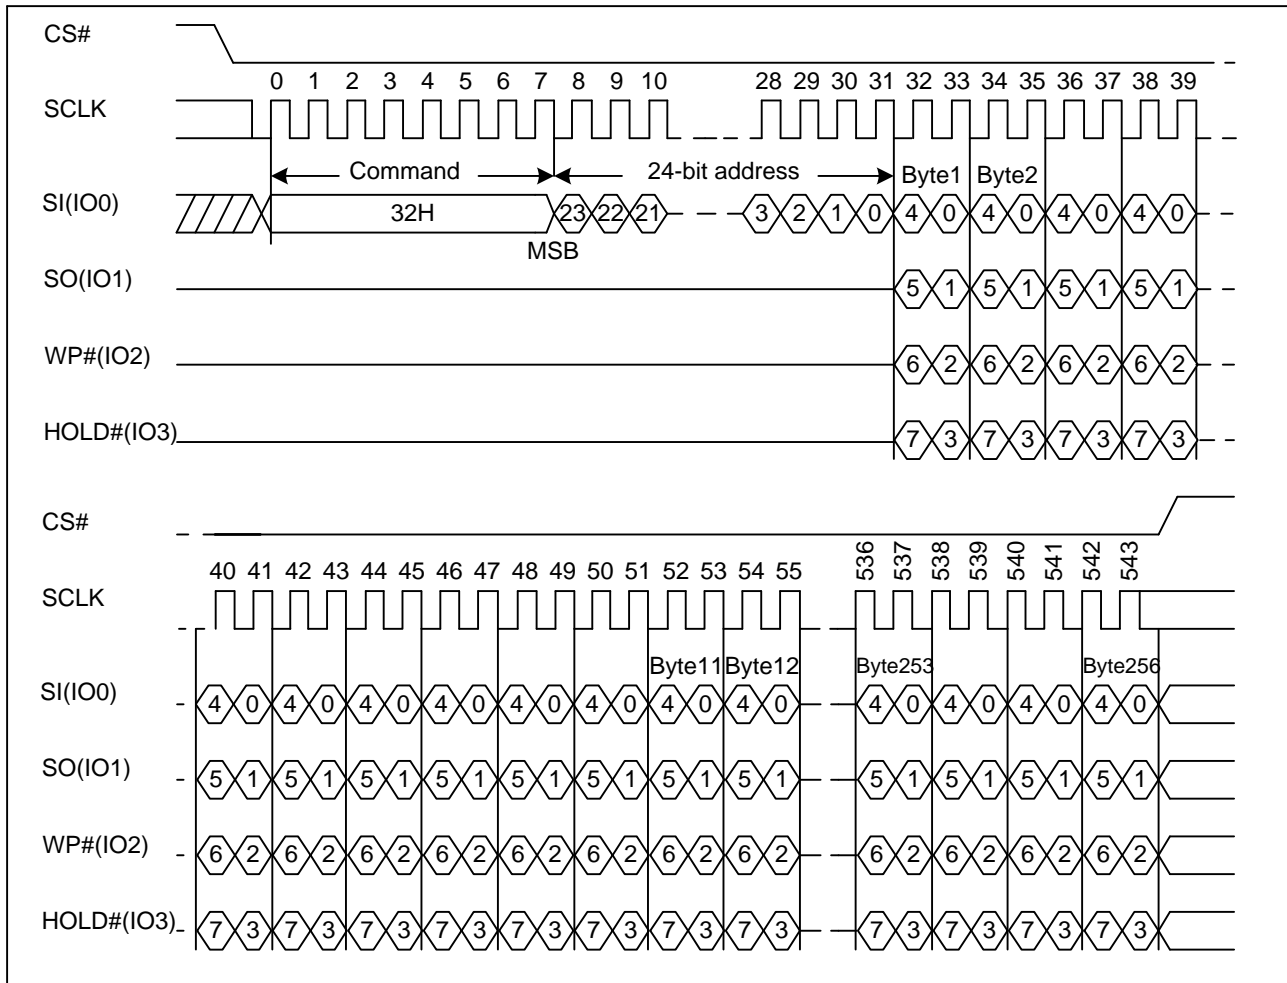 CS#
0 1 2 3 4 5 6 7 8 9 10 28 29 30 31 32 33 34 35 36 37 38 39
SCLK
Command 24-bit address Byte1 Byte2
SI(IO0) 32H 23 22 21 3 2 1 0 4 0 4 0 4 0 4 0
MSB
SO(IO1) 5 1 5 1 5 1 5 1
WP#(IO2) 6 2 6 2 6 2 6 2
HOLD#(IO3) 7 3 7 3 7 3 7 3
CS#
40 41 42 43 44 45 46 47 48 49 50 51 52 53 54 55 536 537 538 539 540 541 542 543
SCLK
Byte11 Byte12 Byte253 Byte256
SI(IO0) 4 0 4 0 4 0 4 0 4 0 4 0 4 0 4 0 4 0 4 0 4 0 4 0
SO(IO1) 5 1 5 1 5 1 5 1 5 1 5 1 5 1 5 1 5 1 5 1 5 1 5 1
WP#(IO2) 6 2 6 2 6 2 6 2 6 2 6 2 6 2 6 2 6 2 6 2 6 2 6 2
HOLD#(IO3) 7 3 7 3 7 3 7 3 7 3 7 3 7 3 7 3 7 3 7 3 7 3 7 3